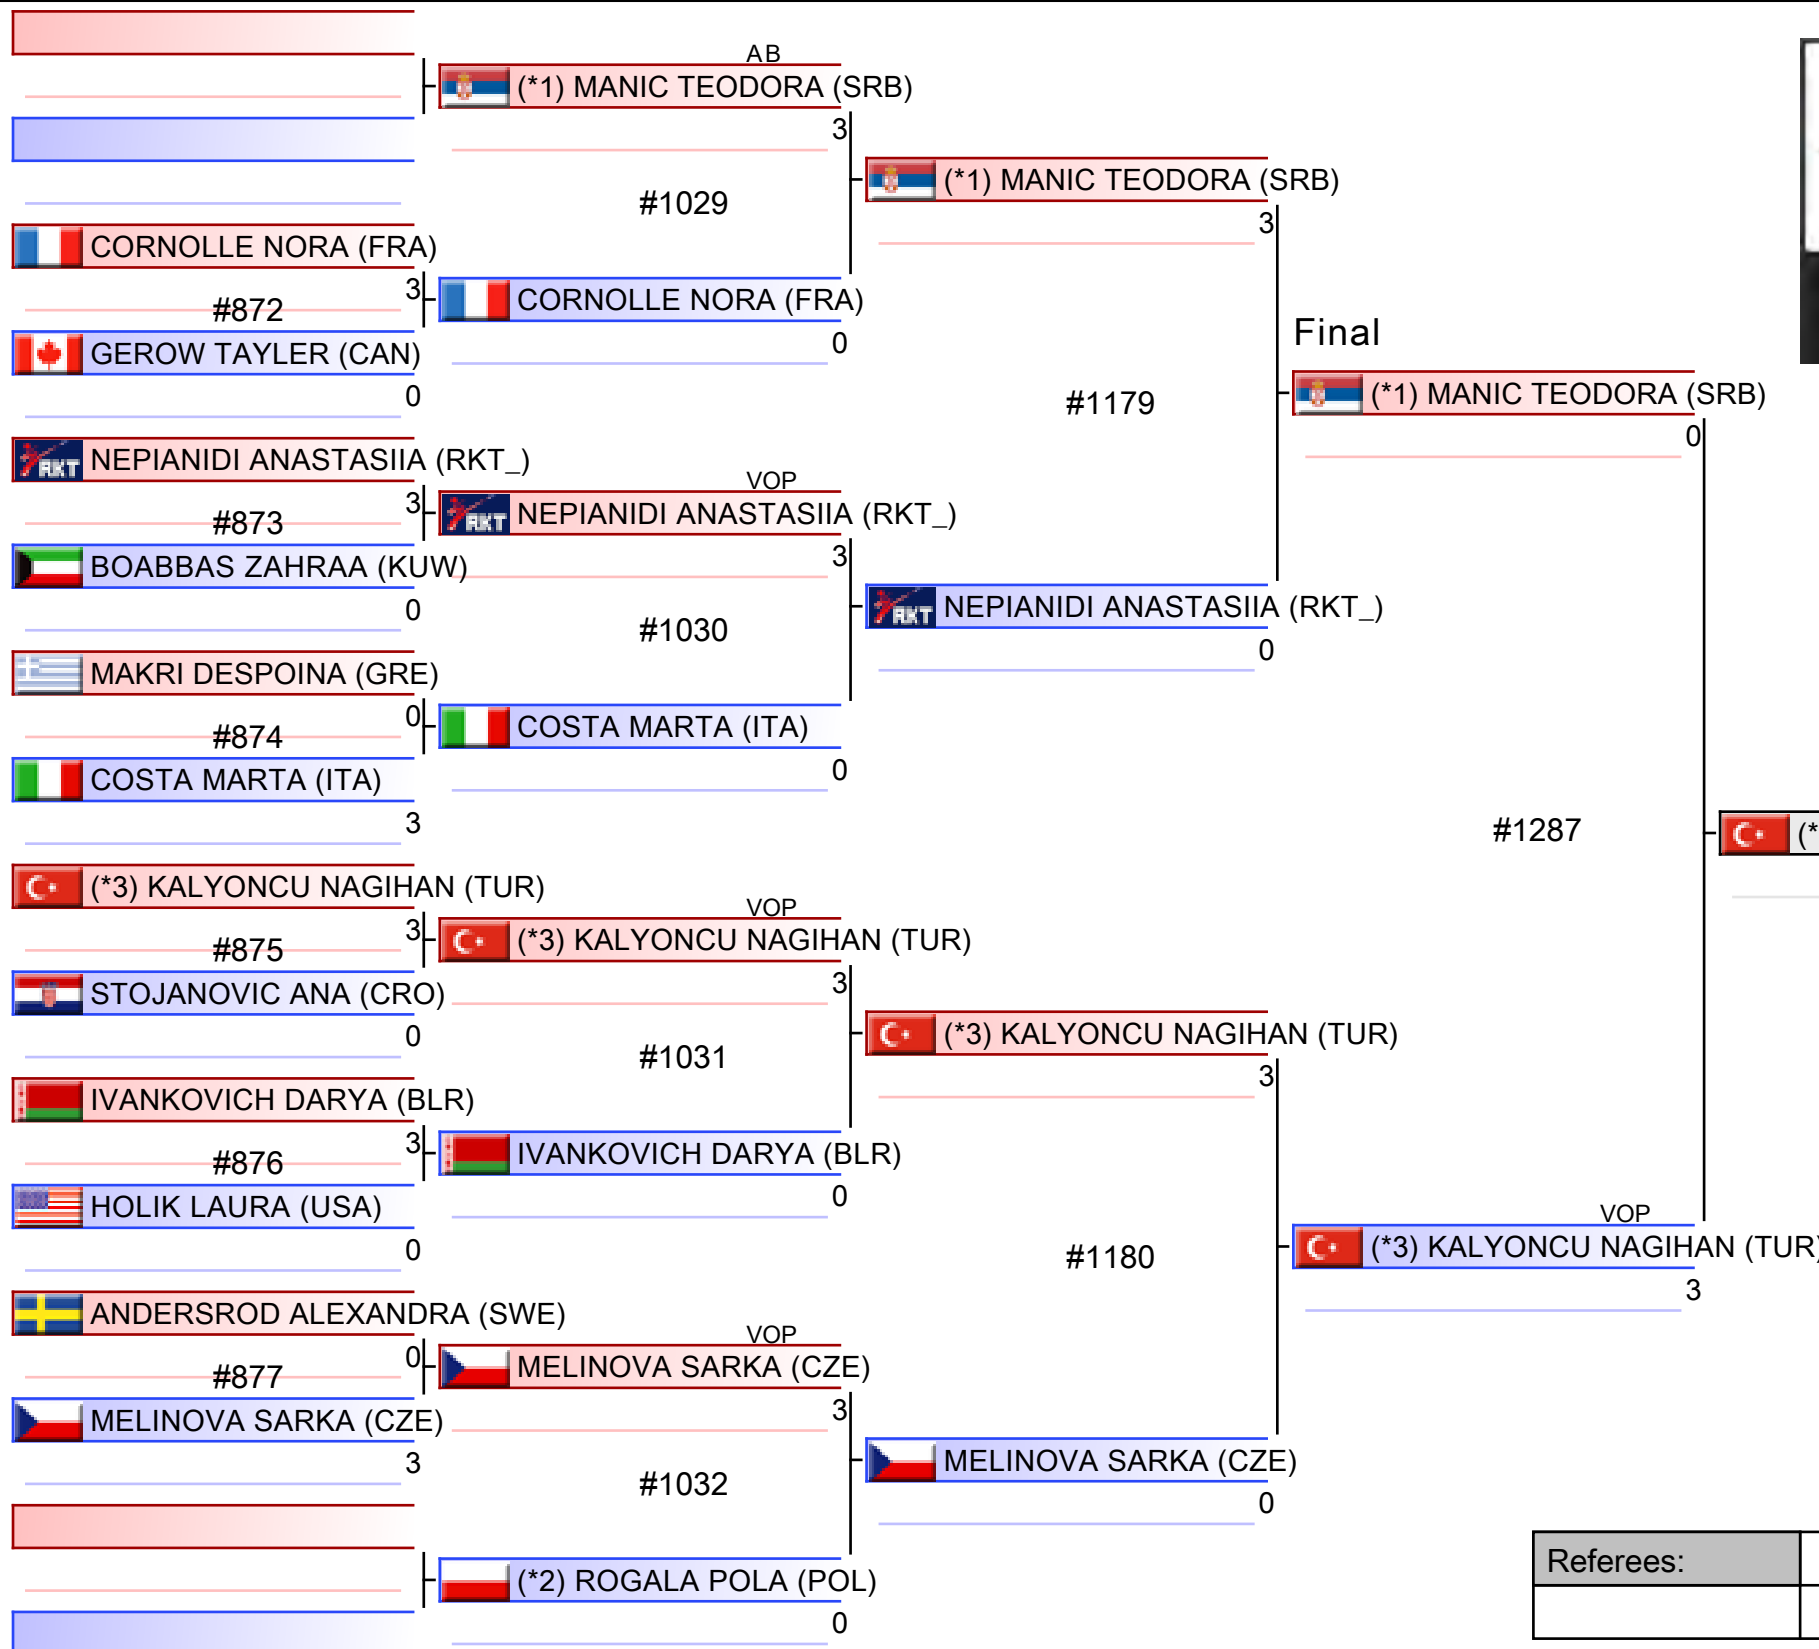 AB
(*1) MANIC TEODORA (SRB)
3
#1029
(*1) MANIC TEODORA (SRB)
3
CORNOLLE NORA (FRA)
3
#872
GEROW TAYLER (CAN)
0
CORNOLLE NORA (FRA)
0
Final
#1179
(*1) MANIC TEODORA (SRB)
0
NEPIANIDI ANASTASIIA (RKT_)
3
#873
BOABBAS ZAHRAA (KUW)
0
VOP
NEPIANIDI ANASTASIIA (RKT_)
3
#1030
NEPIANIDI ANASTASIIA (RKT_)
0
MAKRI DESPOINA (GRE)
0
#874
COSTA MARTA (ITA)
3
COSTA MARTA (ITA)
0
#1287
(*
(*3) KALYONCU NAGIHAN (TUR)
3
#875
STOJANOVIC ANA (CRO)
0
VOP
(*3) KALYONCU NAGIHAN (TUR)
3
#1031
(*3) KALYONCU NAGIHAN (TUR)
3
IVANKOVICH DARYA (BLR)
3
#876
HOLIK LAURA (USA)
0
IVANKOVICH DARYA (BLR)
0
#1180
VOP
(*3) KALYONCU NAGIHAN (TUR)
3
ANDERSROD ALEXANDRA (SWE)
0
#877
MELINOVA SARKA (CZE)
3
VOP
MELINOVA SARKA (CZE)
3
#1032
MELINOVA SARKA (CZE)
0
(*2) ROGALA POLA (POL)
0
Referees: